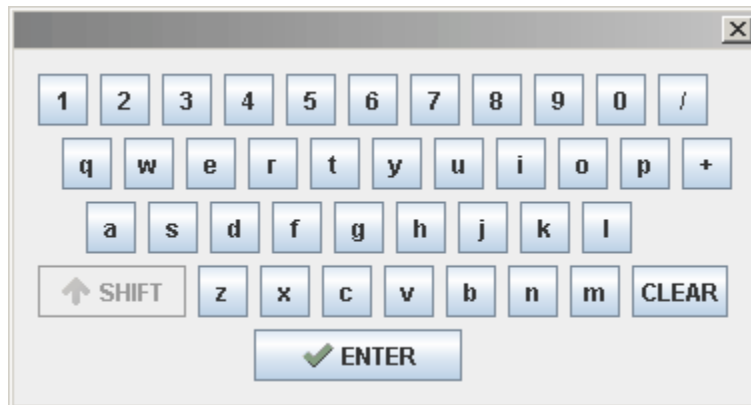 1 2 3 4 5 6 7 8 9 0 /
q w e r t y u i o p +
a s d f g h j k l
SHIFT z x c v b n m CLEAR
ENTER